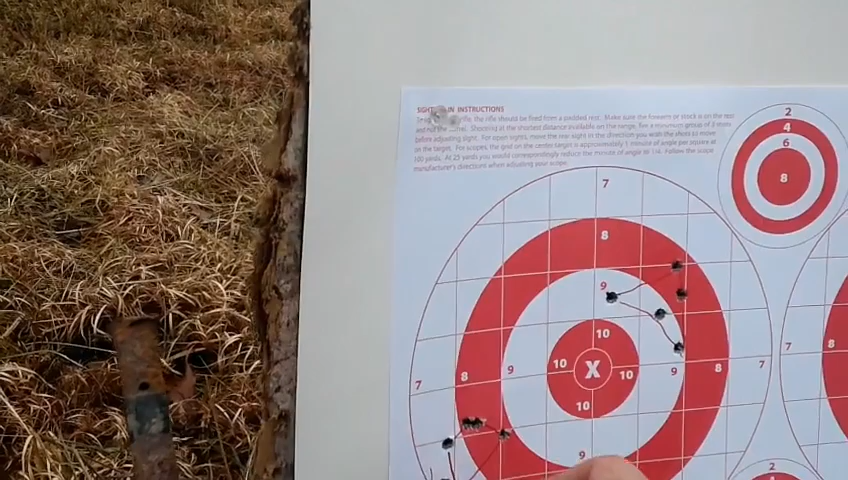 SIGHT IN INSTRUCTIONS
rifle, the rifle should be fired from a padded rest. Make sure the forearm or stock is on the rest
and not the barrel. Shooting at the shortest distance available on the range, fire a minimum group of 3 shots
before adjusting sight. For open sights, move the rear sight in the direction you wish the shots to move
on the target. For scopes, the grid on the center target is approximately 1 minute of angle per square at
100 yards. At 25 yards you would correspondingly reduce the minute of angle to 1/4. Follow the scope
manufacturer's directions when adjusting your scope.
2
4
6
8
7
8
9
10
7 8 9 10 X 10 9 8 7
10
9
7 8
2